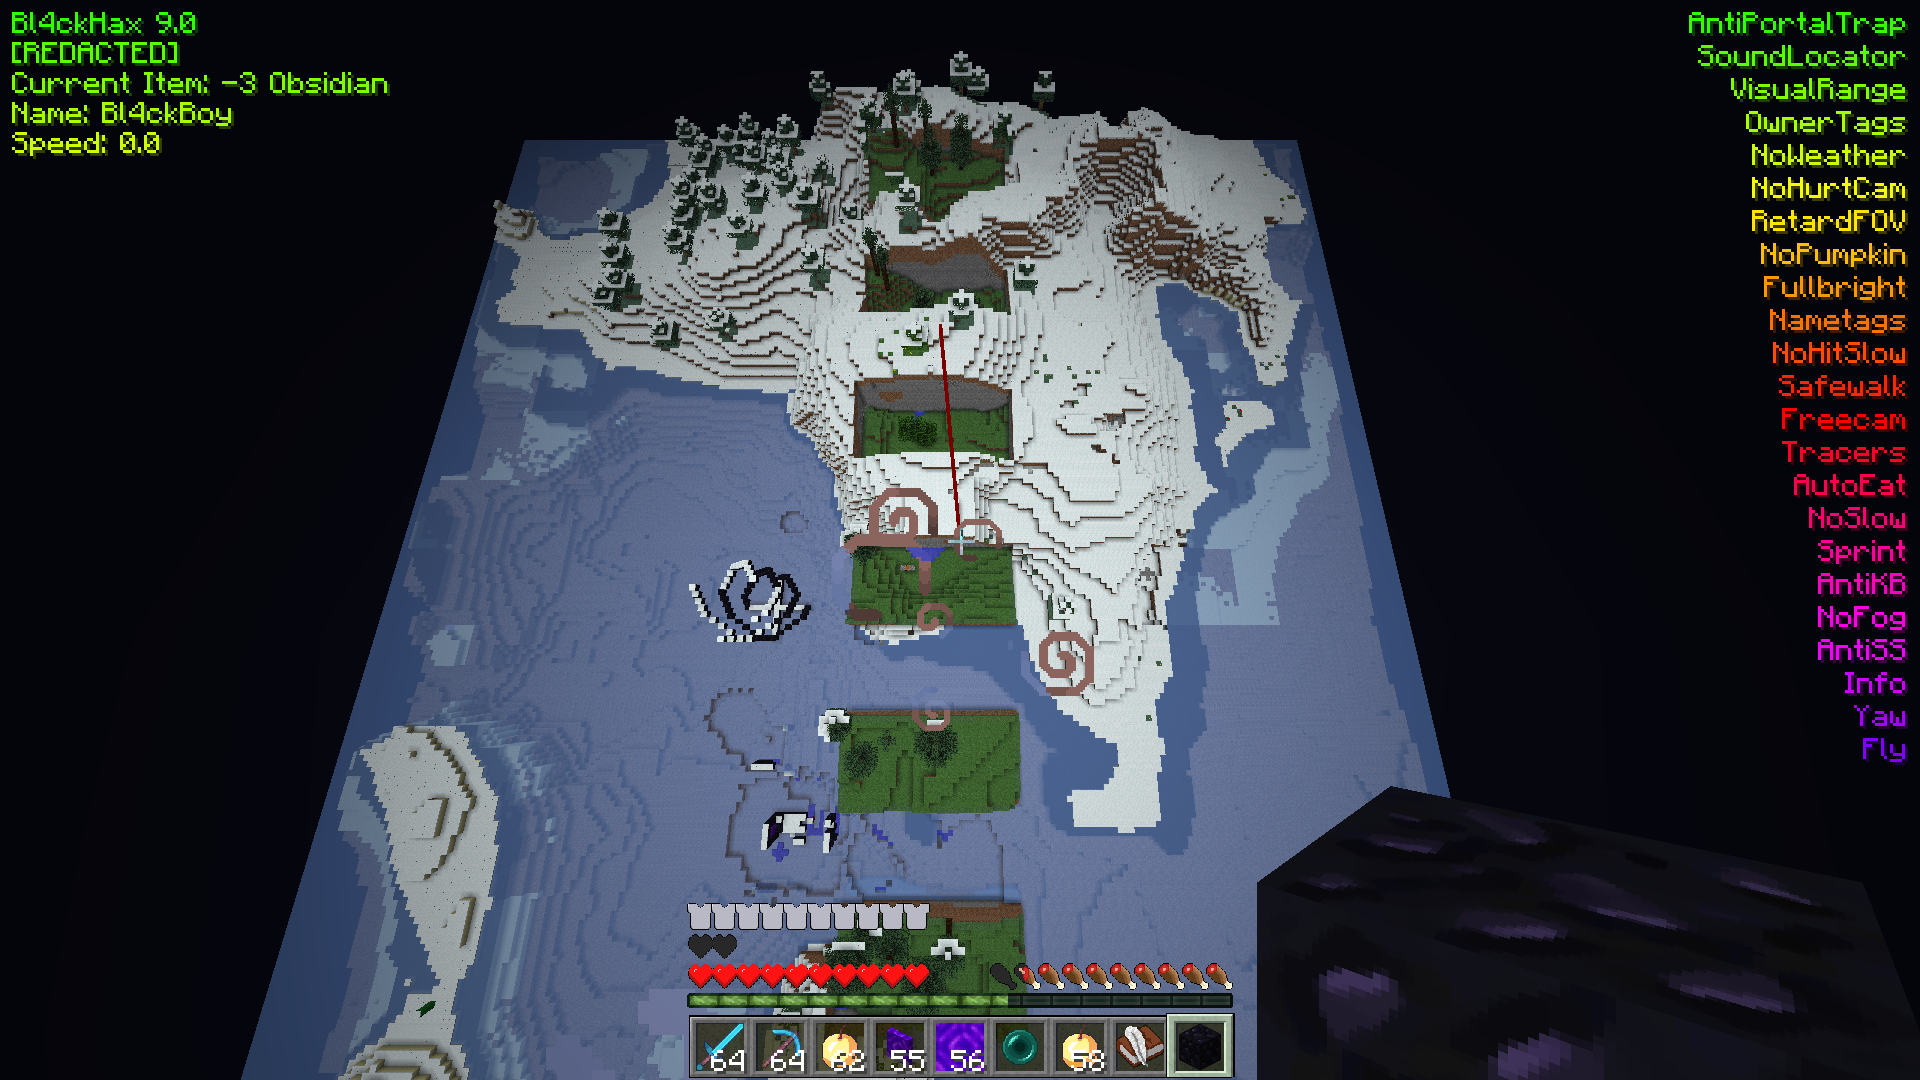 Bl4ckHax 9.0
[REDACTED]
Current Item: -3 Obsidian
Name: Bl4ckBoy
Speed: 0.0
AntiPortalTrap
SoundLocator
VisualRange
OwnerTags
NoWeather
NoHurtCam
RetardFOV
NoPumpkin
Fullbright
Nametags
NoHitSlow
Safewalk
Freecam
Tracers
AutoEat
NoSlow
Sprint
AntiKB
NoFog
AntiSS
Info
Yaw
Fly
64 64 62 55 56 58